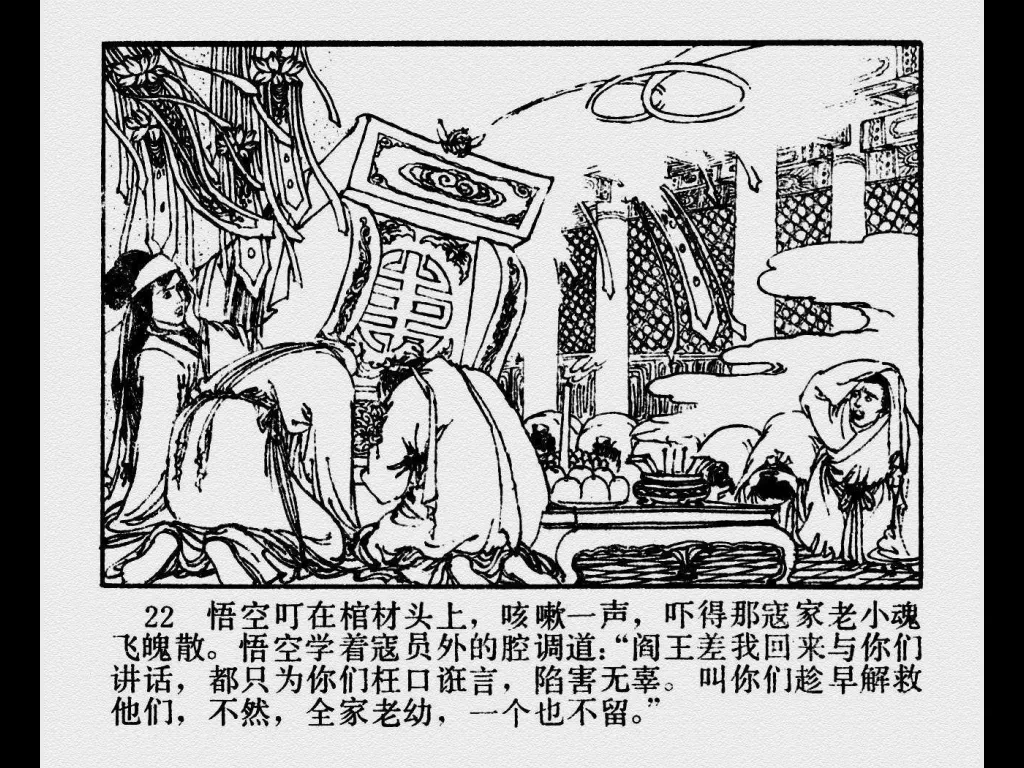 22 悟空叮在棺材头上，咳嗽一声，吓得那寇家老小魂
飞魄散。悟空学着寇员外的腔调道：“阎王差我回来与你们
讲话，都只为你们枉口诳言，陷害无辜。叫你们趁早解救
他们，不然，全家老幼，一个也不留。”